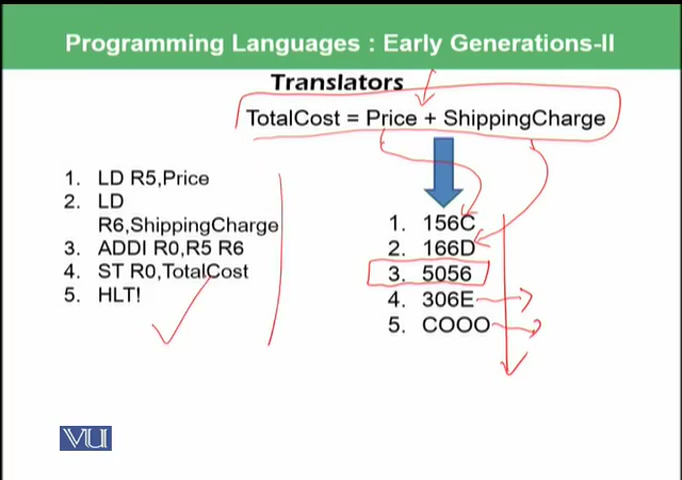 Programming Languages : Early Generations-II
Translators
TotalCost = Price + ShippingCharge
1. LD R5,Price
2. LD
R6,ShippingCharge
3. ADDI R0,R5 R6
4. ST R0,TotalCost
5. HLT!
1. 156C
2. 166D
3. 5056
4. 306E
5. COOO
VU